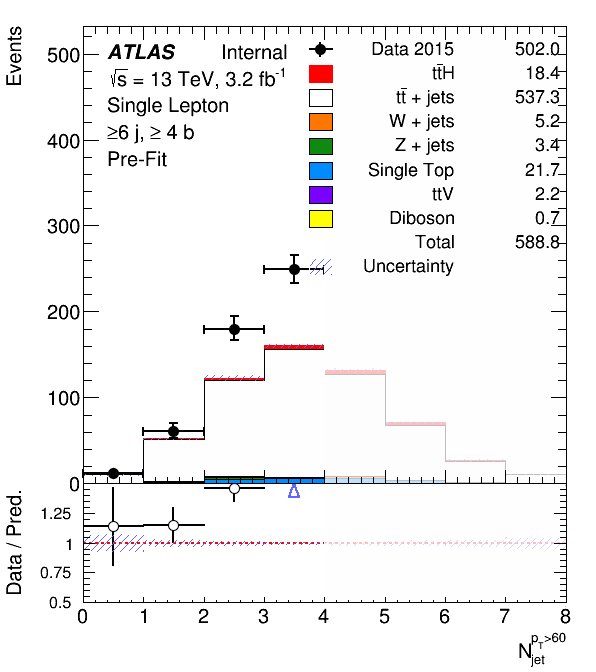 Events
500
400
300
200
100
0
ATLAS Internal
√s = 13 TeV, 3.2 fb-1
Single Lepton
≥6 j, ≥ 4 b
Pre-Fit
Data 2015 502.0
tt̄H 18.4
tt̄ + jets 537.3
W + jets 5.2
Z + jets 3.4
Single Top 21.7
ttV 2.2
Diboson 0.7
Total 588.8
Uncertainty
Data / Pred.
1.25
1
0.75
0.5
0 1 2 3 4 5 6 7 8
N_jet^{p_T>60}